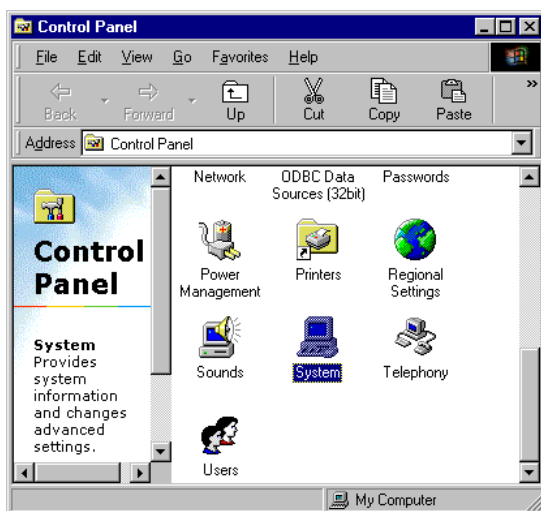 Control Panel
File Edit View Go Favorites Help
Back Forward Up Cut Copy Paste »
Address Control Panel
Network ODBC Data Sources (32bit) Passwords
Control
Panel
Power Management Printers Regional Settings
System
Provides
system
information
and changes
advanced
settings.
Sounds System Telephony
Users
My Computer